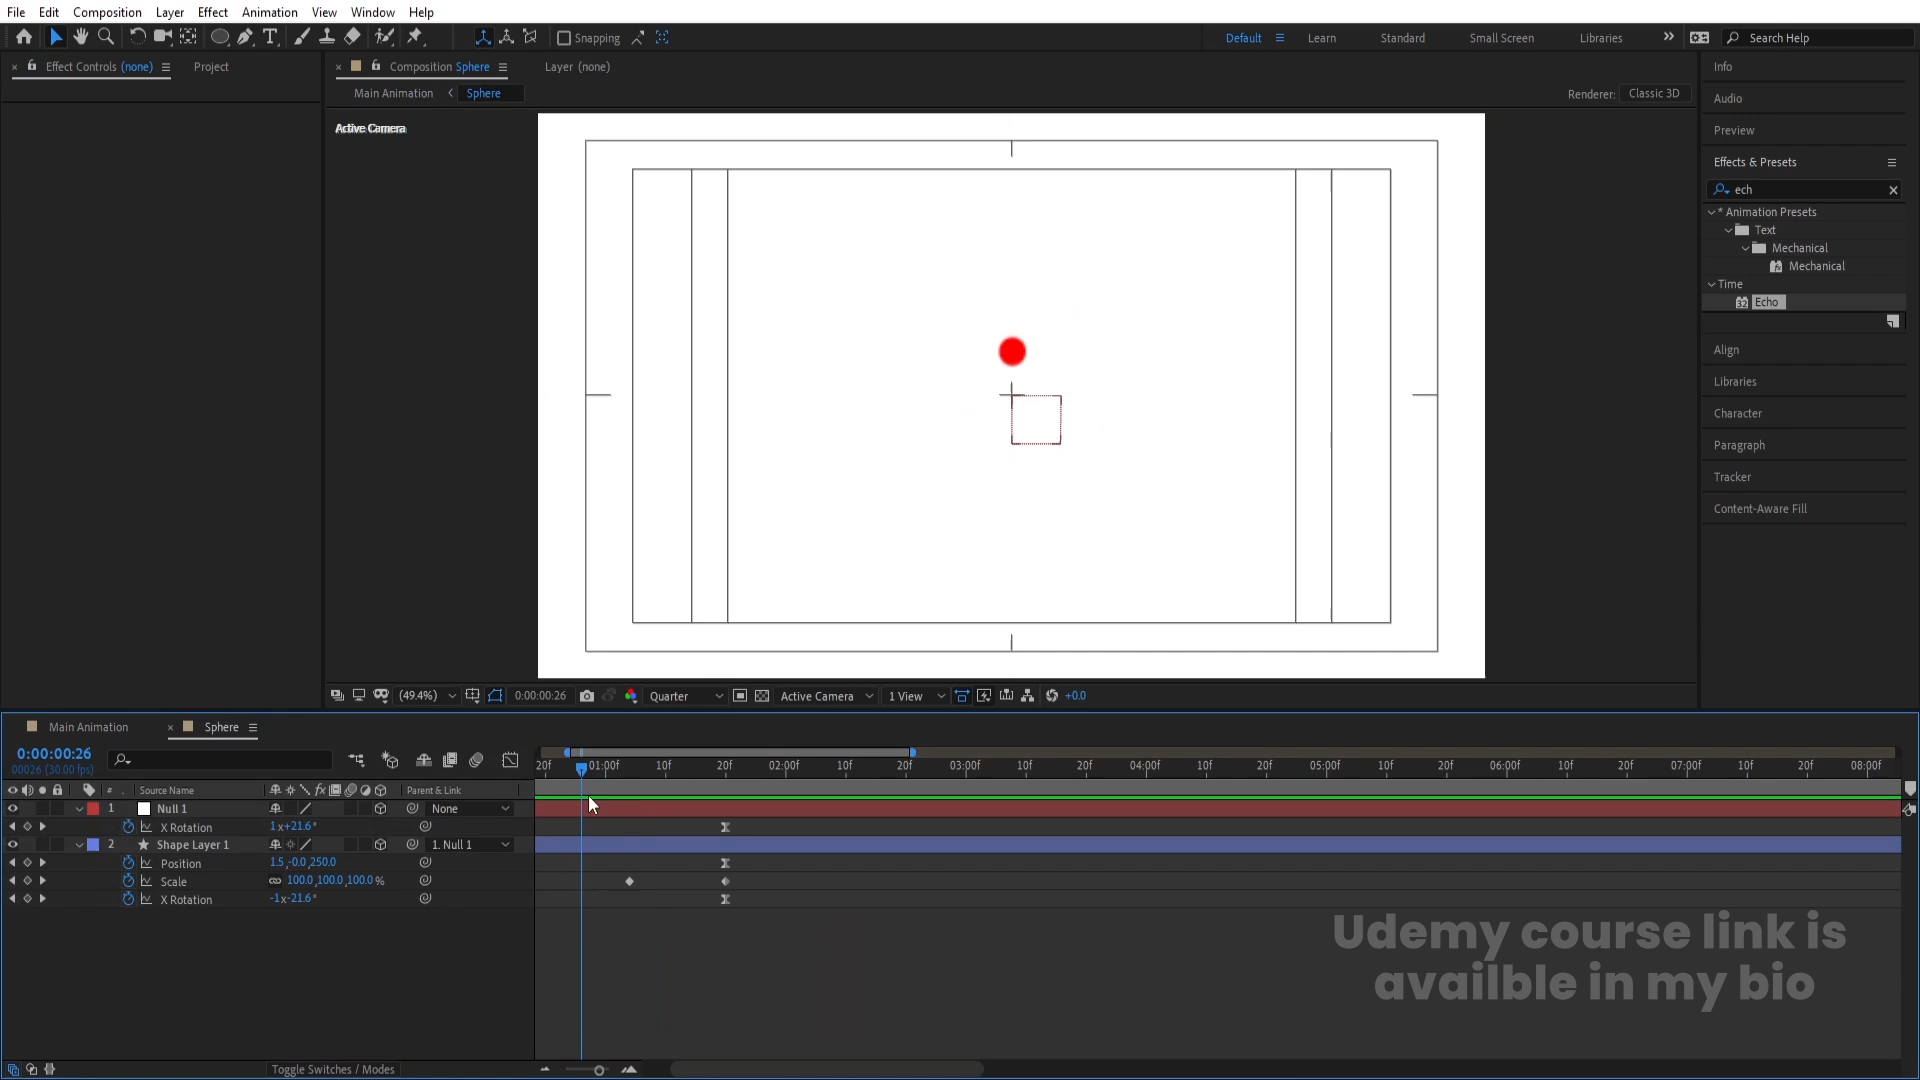 File Edit Composition Layer Effect Animation View Window Help
Snapping Default Learn Standard Small Screen Libraries Search Help
Effect Controls (none) Project Composition Sphere Layer (none) Info
Main Animation Sphere Renderer: Classic 3D Audio
Active Camera
Preview
Effects & Presets
ech
* Animation Presets
Text
Mechanical
Mechanical
Time
32 Echo
Align
Libraries
Character
Paragraph
Tracker
Content-Aware Fill
(49.4%) 0:00:00:26 Quarter Active Camera 1 View +0.0
Main Animation Sphere
0:00:00:26
00026 (30.00 fps)
20f 01:00f 10f 20f 02:00f 10f 20f 03:00f 10f 20f 04:00f 10f 20f 05:00f 10f 20f 06:00f 10f 20f 07:00f 10f 20f 08:00f
# Source Name fx Parent & Link
1 Null 1 None
X Rotation 1x+21.6°
2 Shape Layer 1 1. Null 1
Position 1.5,-0.0,250.0
Scale 100.0,100.0,100.0%
X Rotation -1x-21.6°
Udemy course link is
availble in my bio
Toggle Switches / Modes